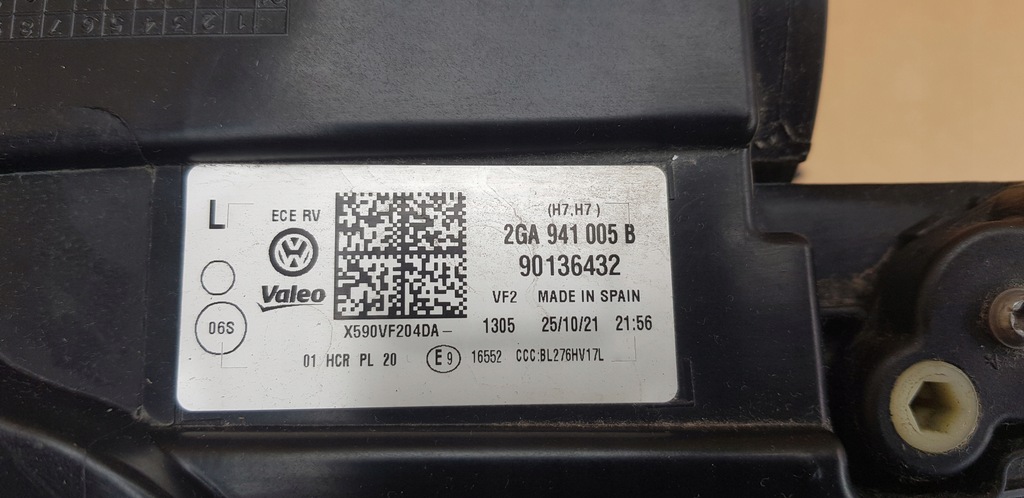 L
ECE RV
(H7,H7 )
2GA 941 005 B
90136432
Valeo
VF2 MADE IN SPAIN
06S
X590VF204DA-
1305 25/10/21 21:56
01 HCR PL 20 E9 16552 CCC:BL276HV17L